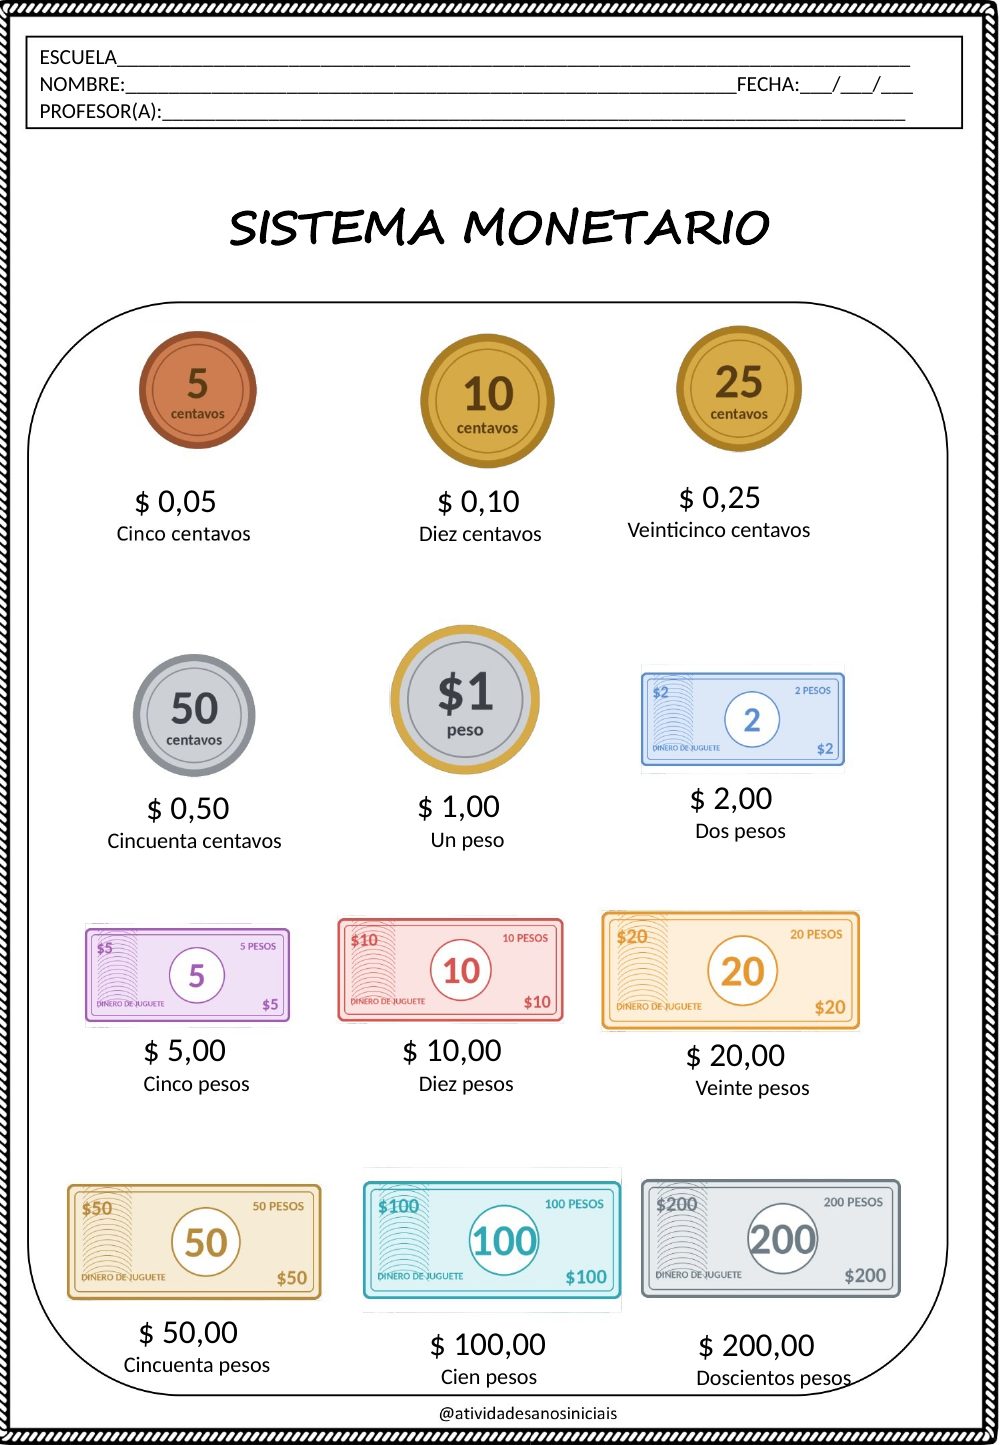 ESCUELA___________________________________________________________________________
NOMBRE:__________________________________________________________FECHA:___/___/___
PROFESOR(A):______________________________________________________________________
SISTEMA MONETARIO
5
centavos
10
centavos
25
centavos
$ 0,05
Cinco centavos
$ 0,10
Diez centavos
$ 0,25
Veinticinco centavos
50
centavos
$1
peso
$2
2 PESOS
2
DINERO DE JUGUETE
$2
$ 0,50
Cincuenta centavos
$ 1,00
Un peso
$ 2,00
Dos pesos
$5
5 PESOS
5
DINERO DE JUGUETE
$5
$10
10 PESOS
10
DINERO DE JUGUETE
$10
$20
20 PESOS
20
DINERO DE JUGUETE
$20
$ 5,00
Cinco pesos
$ 10,00
Diez pesos
$ 20,00
Veinte pesos
$50
50 PESOS
50
DINERO DE JUGUETE
$50
$100
100 PESOS
100
DINERO DE JUGUETE
$100
$200
200 PESOS
200
DINERO DE JUGUETE
$200
$ 50,00
Cincuenta pesos
$ 100,00
Cien pesos
$ 200,00
Doscientos pesos
@atividadesanosiniciais